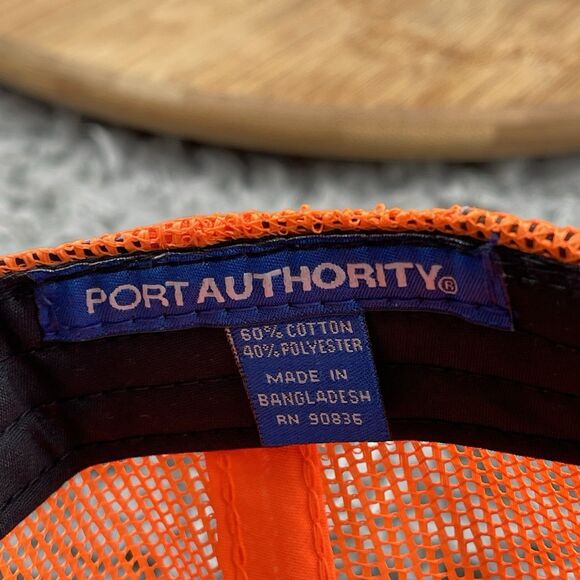 PORT AUTHORITY®
60% COTTON
40% POLYESTER
MADE IN
BANGLADESH
RN 90836